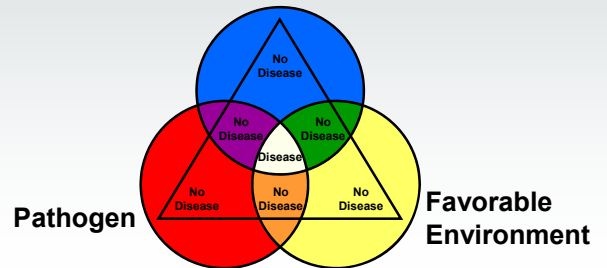 No
Disease
No
Disease
No
Disease
Disease
No
Disease
No
Disease
No
Disease
Pathogen
Favorable
Environment